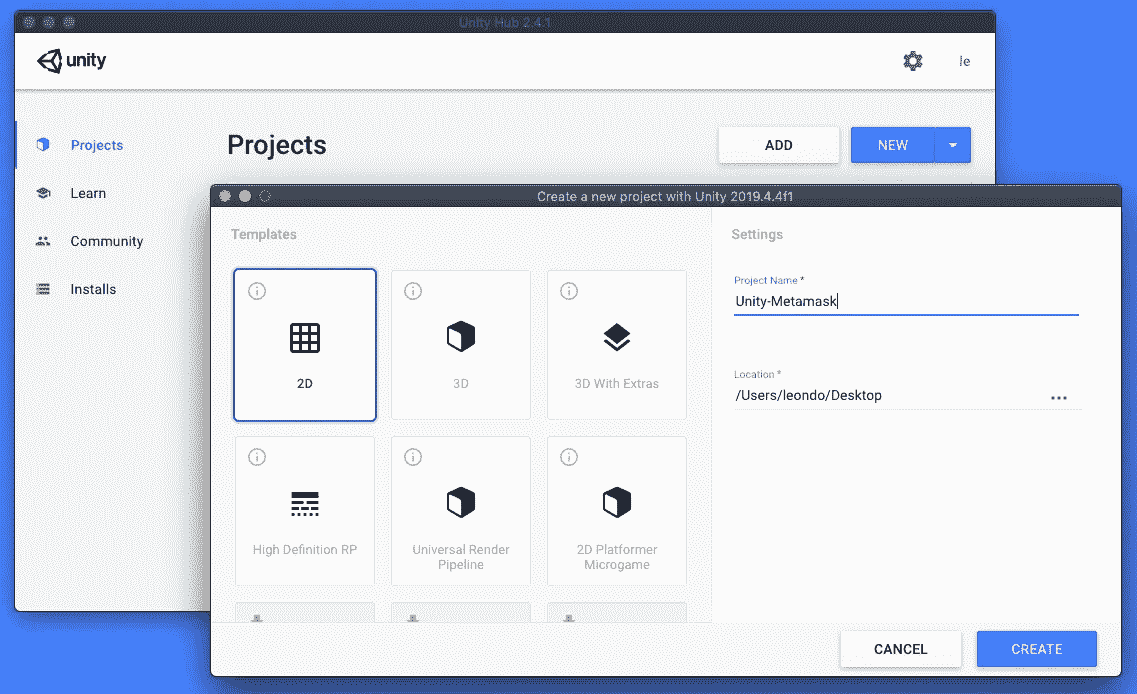 Unity Hub 2.4.1
unity
le
Projects
Learn
Community
Installs
Projects
ADD
NEW
Create a new project with Unity 2019.4.4f1
Templates
2D
3D
3D With Extras
High Definition RP
Universal Render
Pipeline
2D Platformer
Microgame
Settings
Project Name *
Unity-Metamask
Location *
/Users/leondo/Desktop
CANCEL
CREATE